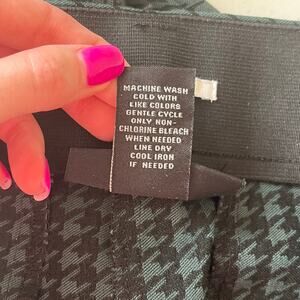 MACHINE WASH
COLD WITH
LIKE COLORS
GENTLE CYCLE
ONLY NON-
CHLORINE BLEACH
WHEN NEEDED
LINE DRY
COOL IRON
IF NEEDED